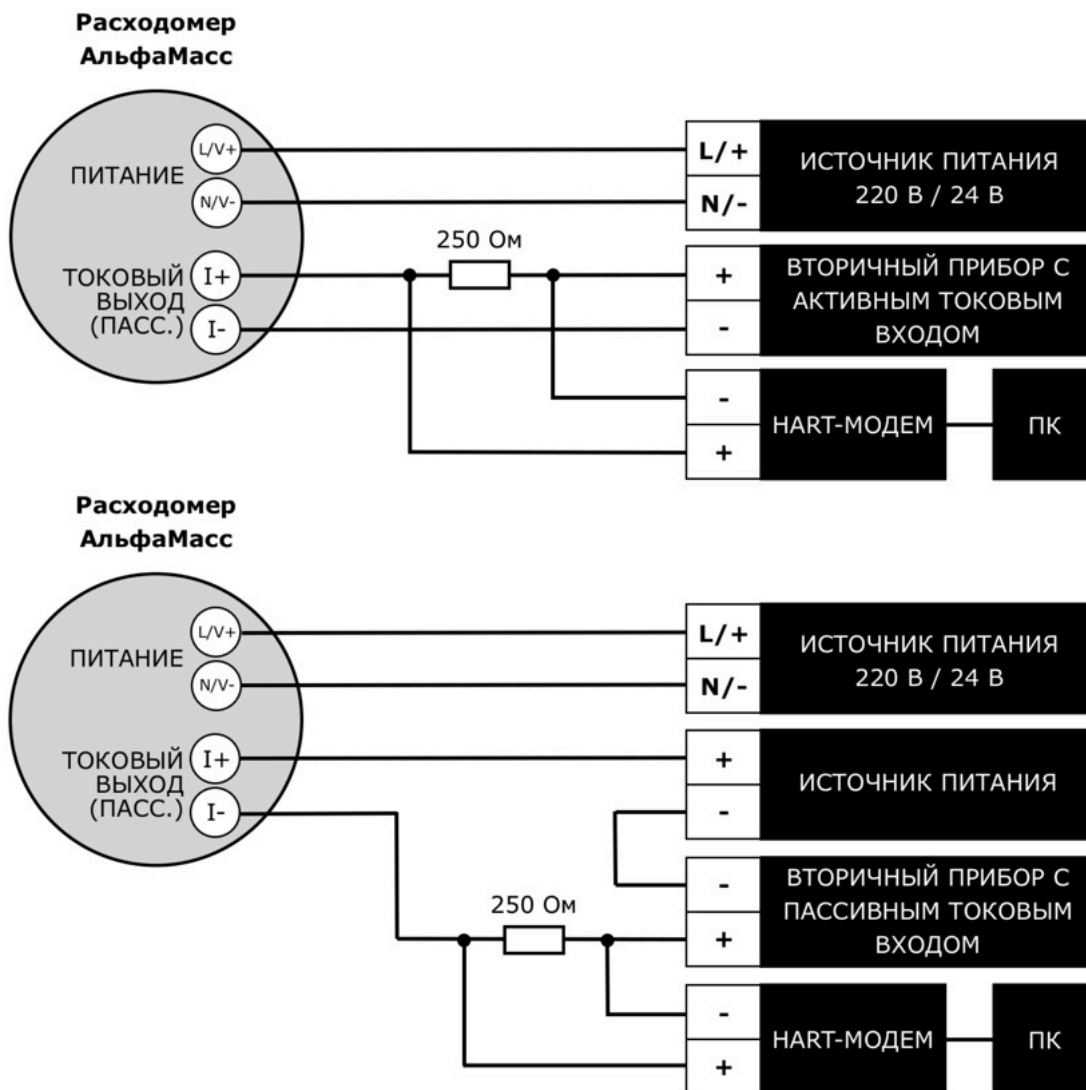 Расходомер
АльфаМасс
ПИТАНИЕ
L/V+
N/V-
ТОКОВЫЙ
ВЫХОД
(ПАСС.)
I+
I-
250 Ом
L/+
N/-
ИСТОЧНИК ПИТАНИЯ
220 В / 24 В
+
-
ВТОРИЧНЫЙ ПРИБОР С
АКТИВНЫМ ТОКОВЫМ
ВХОДОМ
-
+
HART-МОДЕМ
ПК
Расходомер
АльфаМасс
ПИТАНИЕ
L/V+
N/V-
ТОКОВЫЙ
ВЫХОД
(ПАСС.)
I+
I-
250 Ом
L/+
N/-
ИСТОЧНИК ПИТАНИЯ
220 В / 24 В
+
-
ИСТОЧНИК ПИТАНИЯ
-
+
ВТОРИЧНЫЙ ПРИБОР С
ПАССИВНЫМ ТОКОВЫМ
ВХОДОМ
-
+
HART-МОДЕМ
ПК